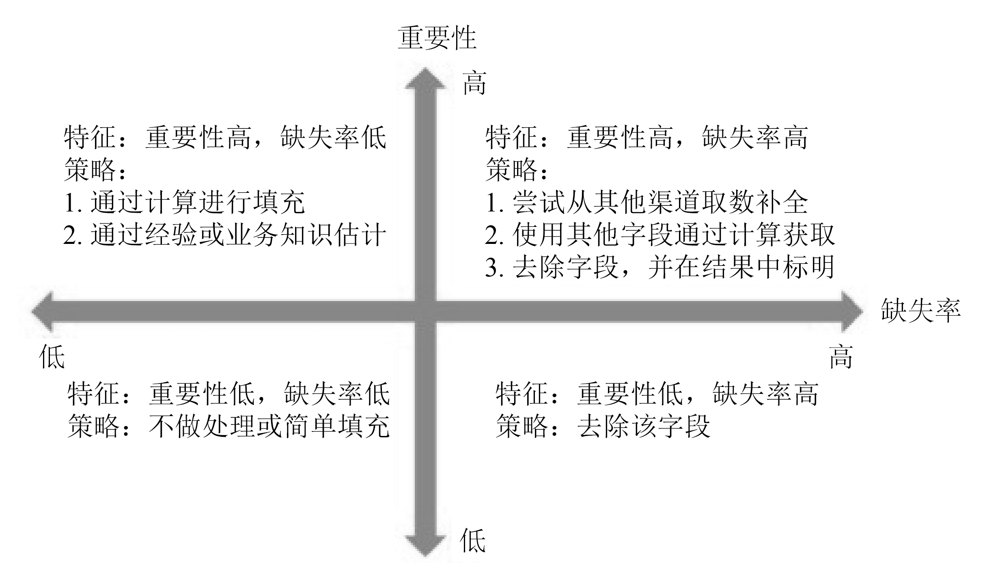 重要性
高
特征：重要性高，缺失率低
策略：
1. 通过计算进行填充
2. 通过经验或业务知识估计
特征：重要性高，缺失率高
策略：
1. 尝试从其他渠道取数补全
2. 使用其他字段通过计算获取
3. 去除字段，并在结果中标明
缺失率
低
高
特征：重要性低，缺失率低
策略：不做处理或简单填充
特征：重要性低，缺失率高
策略：去除该字段
低